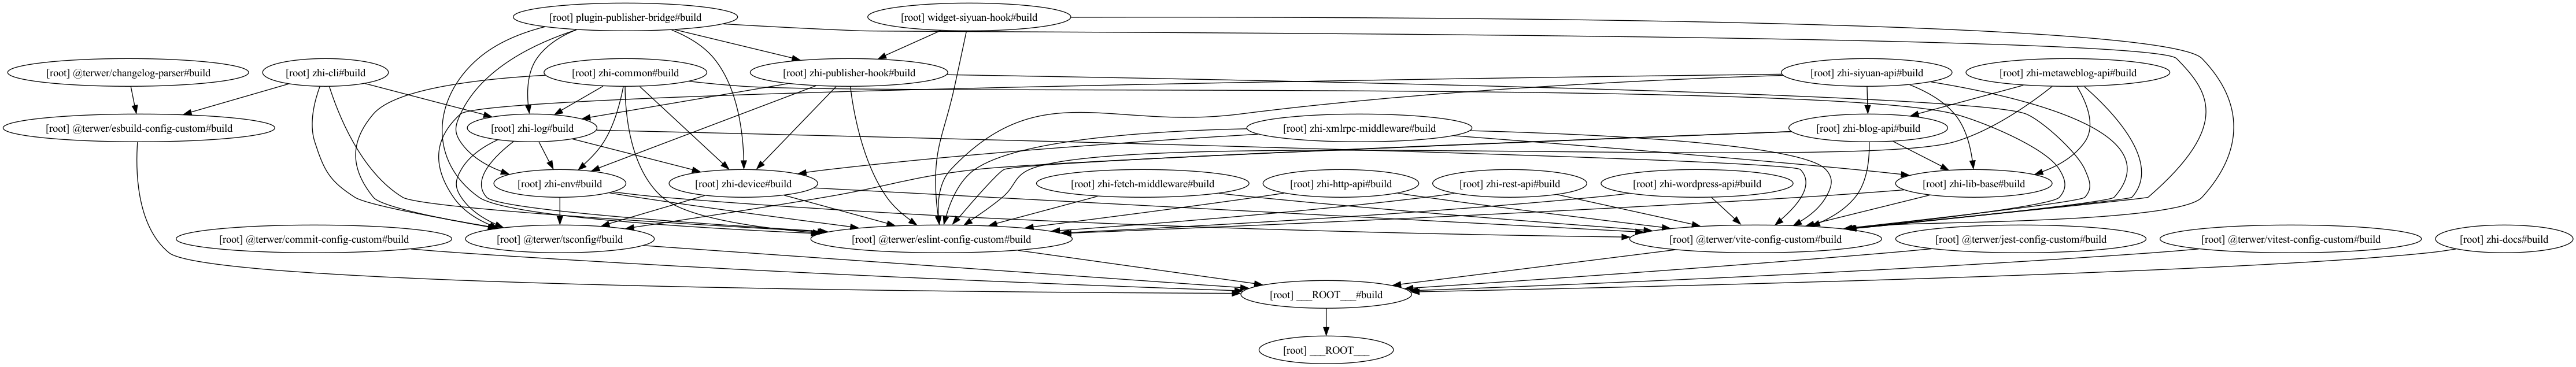 [root] plugin-publisher-bridge#build
[root] widget-siyuan-hook#build
[root] @terwer/changelog-parser#build
[root] zhi-cli#build
[root] zhi-common#build
[root] zhi-publisher-hook#build
[root] zhi-siyuan-api#build
[root] zhi-metaweblog-api#build
[root] @terwer/esbuild-config-custom#build
[root] zhi-log#build
[root] zhi-xmlrpc-middleware#build
[root] zhi-blog-api#build
[root] zhi-env#build
[root] zhi-device#build
[root] zhi-fetch-middleware#build
[root] zhi-http-api#build
[root] zhi-rest-api#build
[root] zhi-wordpress-api#build
[root] zhi-lib-base#build
[root] @terwer/commit-config-custom#build
[root] @terwer/tsconfig#build
[root] @terwer/eslint-config-custom#build
[root] @terwer/vite-config-custom#build
[root] @terwer/jest-config-custom#build
[root] @terwer/vitest-config-custom#build
[root] zhi-docs#build
[root] ___ROOT___#build
[root] ___ROOT___